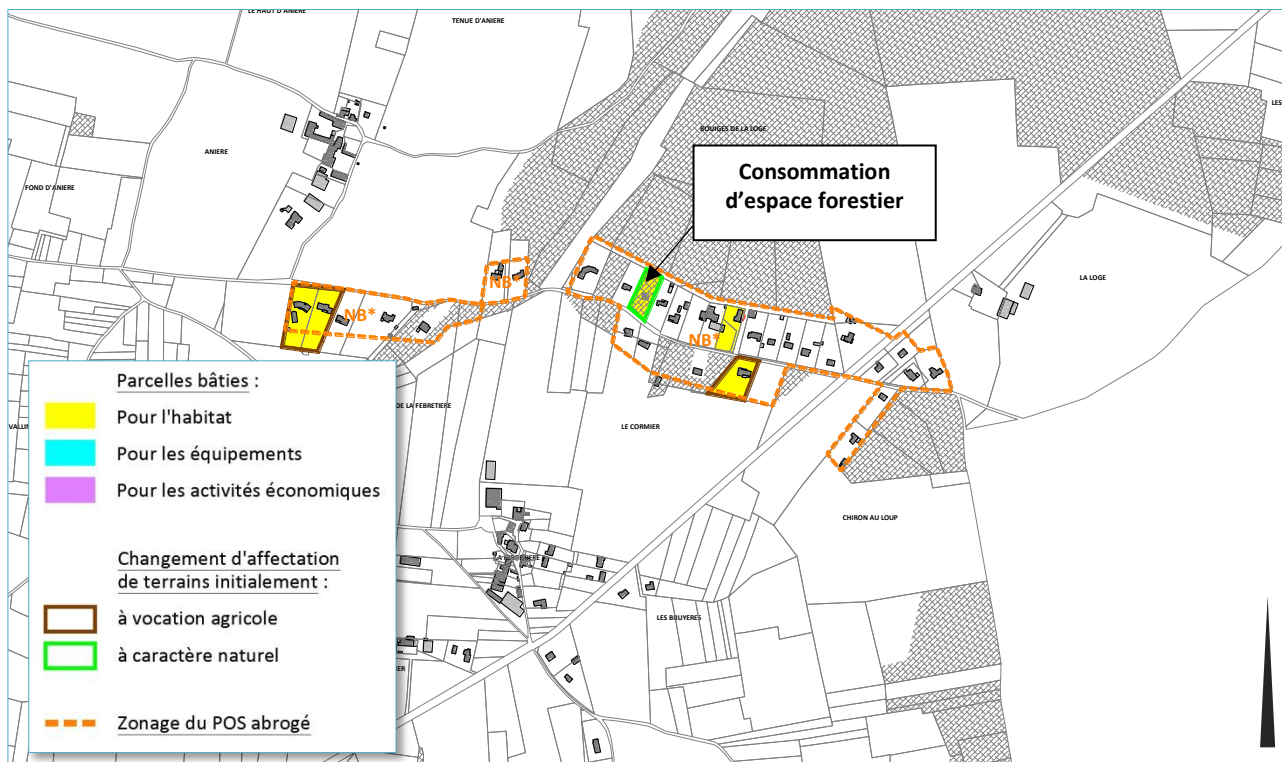 LE HAUT D'ANIERE
TENUE D'ANIERE
LES
BOUIGES DE LA LOGE
ANIERE
Consommation
d'espace forestier
FOND D'ANIERE
LA LOGE
NB*
NB*
NB*
DE LA FEBRETIEFE
LE CORMIER
CHIRON AU LOUP
LES BRUYERES
Parcelles bâties :
Pour l'habitat
Pour les équipements
Pour les activités économiques
Changement d'affectation
de terrains initialement :
à vocation agricole
à caractère naturel
Zonage du POS abrogé